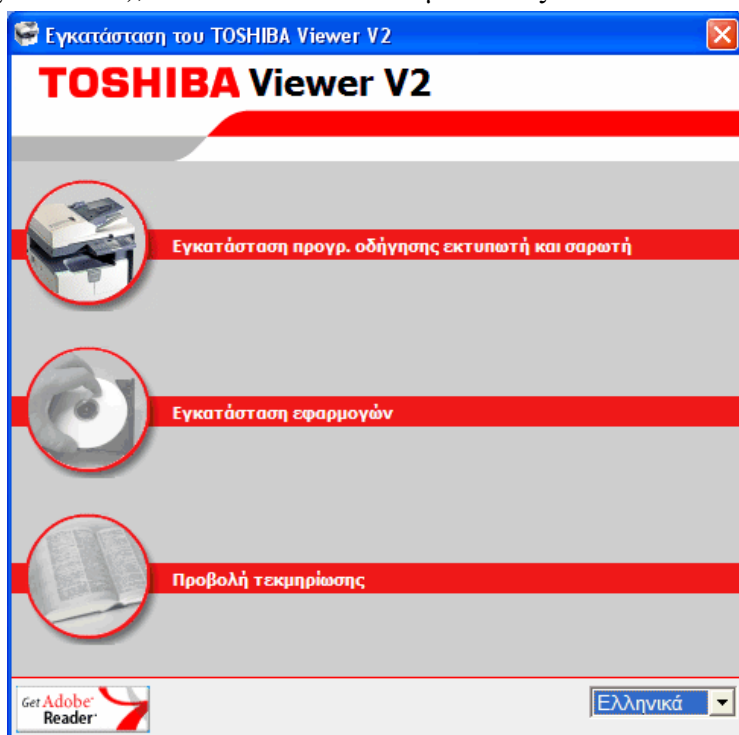 Εγκατάσταση του TOSHIBA Viewer V2
TOSHIBA Viewer V2
Εγκατάσταση προγρ. οδήγησης εκτυπωτή και σαρωτή
Εγκατάσταση εφαρμογών
Προβολή τεκμηρίωσης
Get Adobe®
Reader®
Ελληνικά